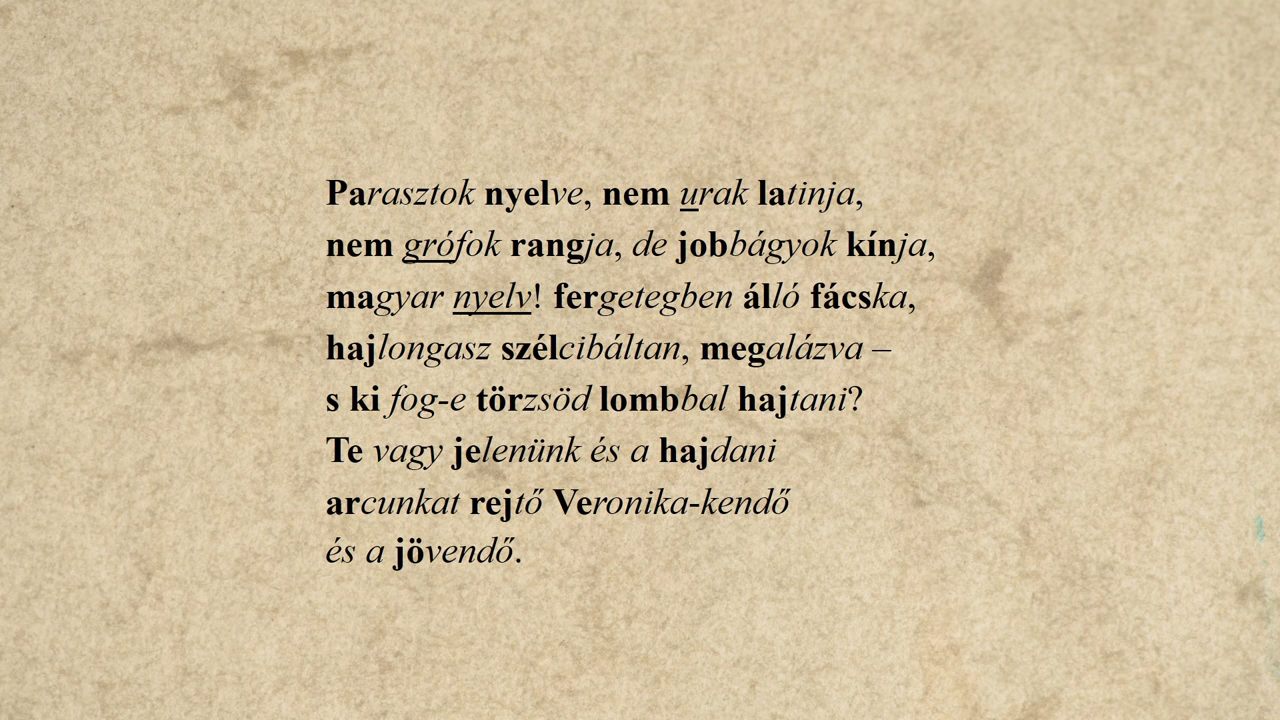 Parasztok nyelve, nem urak latinja,
nem grófok rangja, de jobbágyok kínja,
magyar nyelv! fergetegben álló fácska,
hajlongasz szélcibáltan, megalázva –
s ki fog-e törzsöd lombbal hajtani?
Te vagy jelenünk és a hajdani
arcunkat rejtő Veronika-kendő
és a jövendő.